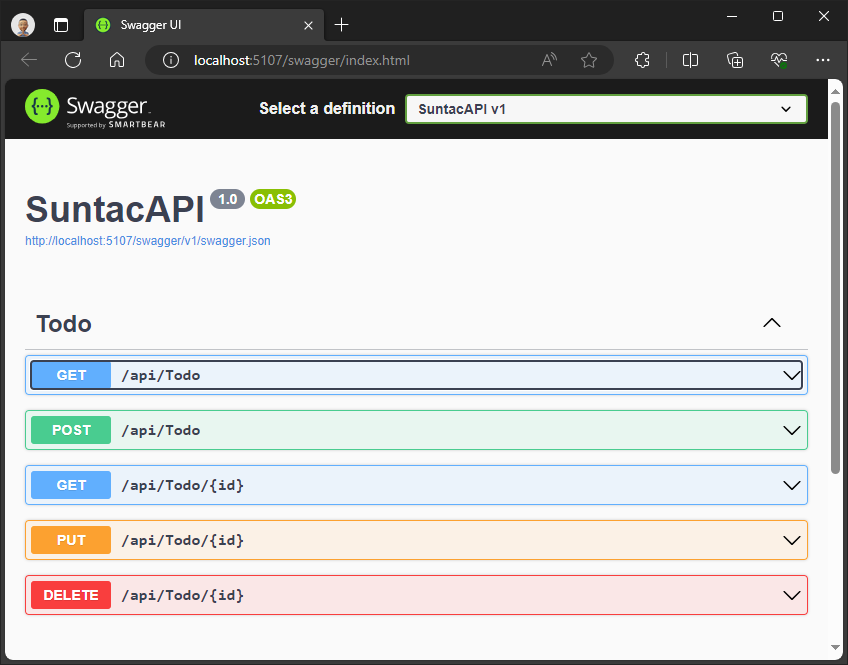 Swagger UI
localhost:5107/swagger/index.html
Swagger.
Supported by SMARTBEAR
Select a definition
SuntacAPI v1
SuntacAPI 1.0 OAS3
http://localhost:5107/swagger/v1/swagger.json
Todo
GET /api/Todo
POST /api/Todo
GET /api/Todo/{id}
PUT /api/Todo/{id}
DELETE /api/Todo/{id}